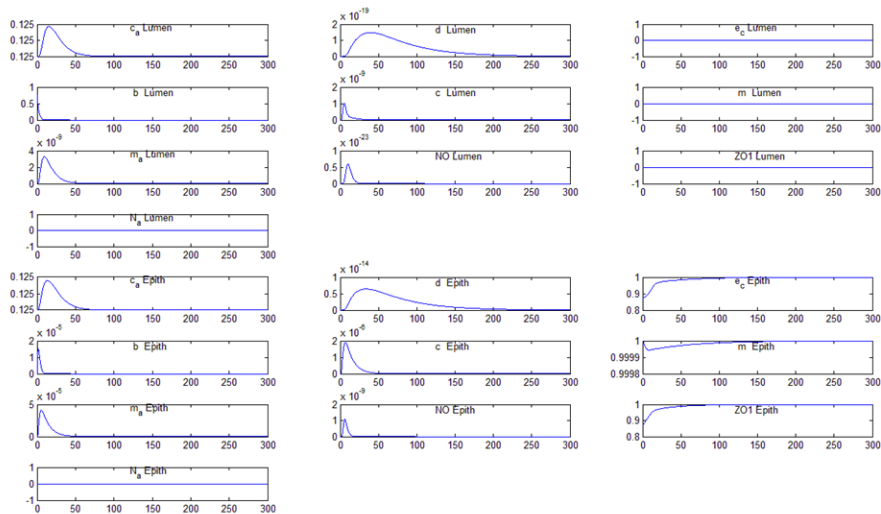 c_a Lumen
0.125
0.125
0.125
0 50 100 150 200 250 300
x 10^-19
d Lumen
2
1
0
0 50 100 150 200 250 300
e_c Lumen
1
0
-1
0 50 100 150 200 250 300
b Lumen
1
0.5
0
0 50 100 150 200 250 300
x 10^-9
c Lumen
2
1
0
0 50 100 150 200 250 300
m Lumen
1
0
-1
0 50 100 150 200 250 300
x 10^-9
m_a Lumen
4
2
0
0 50 100 150 200 250 300
x 10^-23
NO Lumen
1
0.5
0
0 50 100 150 200 250 300
ZO1 Lumen
1
0
-1
0 50 100 150 200 250 300
N_a Lumen
1
0
-1
0 50 100 150 200 250 300
c_a Epith
0.125
0.125
0.125
0 50 100 150 200 250 300
x 10^-14
d Epith
1
0.5
0
0 50 100 150 200 250 300
e_c Epith
1
0.9
0.8
0 50 100 150 200 250 300
x 10^-5
b Epith
2
1
0
0 50 100 150 200 250 300
x 10^-6
c Epith
2
1
0
0 50 100 150 200 250 300
m Epith
1
0.9999
0.9998
0 50 100 150 200 250 300
x 10^-5
m_a Epith
5
0
0 50 100 150 200 250 300
x 10^-9
NO Epith
2
1
0
0 50 100 150 200 250 300
ZO1 Epith
1
0.9
0.8
0 50 100 150 200 250 300
N_a Epith
1
0
-1
0 50 100 150 200 250 300